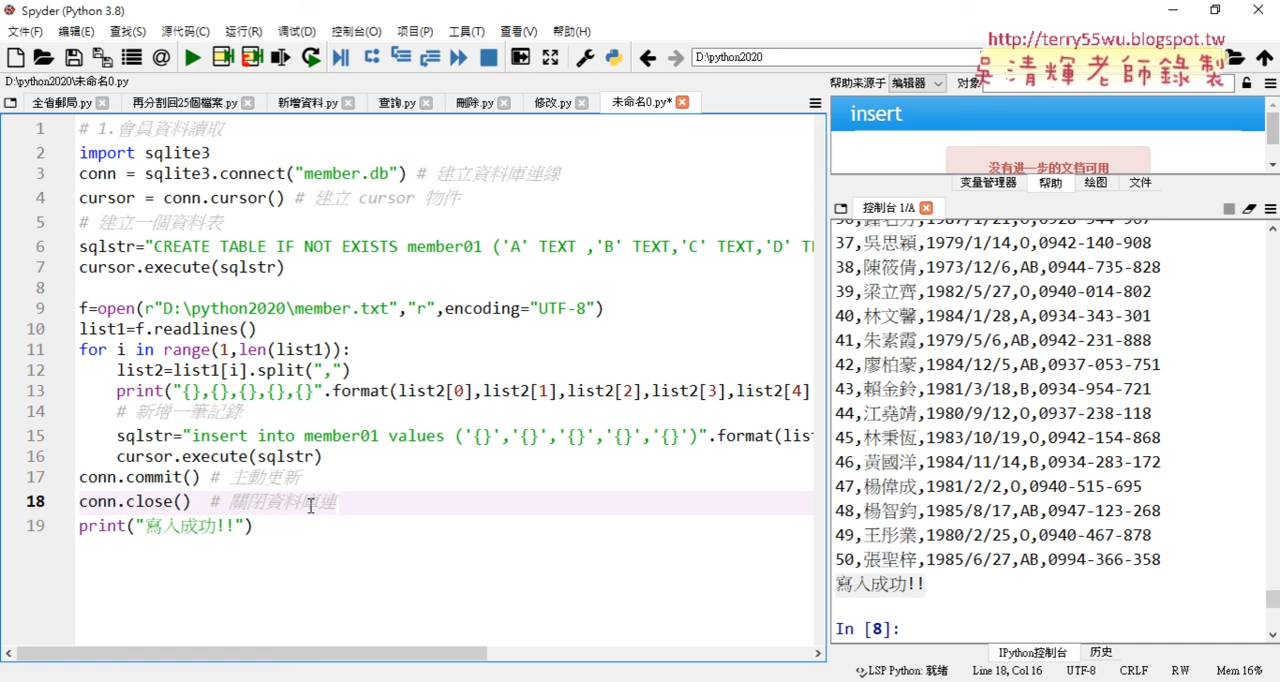 Spyder (Python 3.8)
文件(F) 编辑(E) 查找(S) 源代码(C) 运行(R) 调试(D) 控制台(O) 项目(P) 工具(T) 查看(V) 帮助(H)
D:\python2020
http://terry55wu.blogspot.tw
吳清輝老師錄製
D:\python2020\未命名0.py
帮助来源于 编辑器 对象
全省郵局.py 再分割回25個檔案.py 新增資料.py 查詢.py 刪除.py 修改.py 未命名0.py*
insert
没有进一步的文档可用
变量管理器 帮助 绘图 文件
控制台 1/A
1 # 1.會員資料讀取
2 import sqlite3
3 conn = sqlite3.connect("member.db") # 建立資料庫連線
4 cursor = conn.cursor() # 建立 cursor 物件
5 # 建立一個資料表
6 sqlstr="CREATE TABLE IF NOT EXISTS member01 ('A' TEXT ,'B' TEXT,'C' TEXT,'D' TE
7 cursor.execute(sqlstr)
8
9 f=open(r"D:\python2020\member.txt","r",encoding="UTF-8")
10 list1=f.readlines()
11 for i in range(1,len(list1)):
12 list2=list1[i].split(",")
13 print("{},{},{},{},{}".format(list2[0],list2[1],list2[2],list2[3],list2[4]
14 # 新增一筆記錄
15 sqlstr="insert into member01 values ('{}','{}','{}','{}','{}')".format(lis
16 cursor.execute(sqlstr)
17 conn.commit() # 主動更新
18 conn.close() # 關閉資料庫連
19 print("寫入成功!!")
37,吳思穎,1979/1/14,O,0942-140-908
38,陳筱倩,1973/12/6,AB,0944-735-828
39,梁立齊,1982/5/27,O,0940-014-802
40,林文馨,1984/1/28,A,0934-343-301
41,朱素霞,1979/5/6,AB,0942-231-888
42,廖柏豪,1984/12/5,AB,0937-053-751
43,賴金鈴,1981/3/18,B,0934-954-721
44,江堯靖,1980/9/12,O,0937-238-118
45,林秉恆,1983/10/19,O,0942-154-868
46,黃國洋,1984/11/14,B,0934-283-172
47,楊偉成,1981/2/2,O,0940-515-695
48,楊智鈞,1985/8/17,AB,0947-123-268
49,王彤業,1980/2/25,O,0940-467-878
50,張聖梓,1985/6/27,AB,0994-366-358
寫入成功!!
In [8]:
IPython控制台 历史
LSP Python: 就绪 Line 18, Col 16 UTF-8 CRLF RW Mem 16%